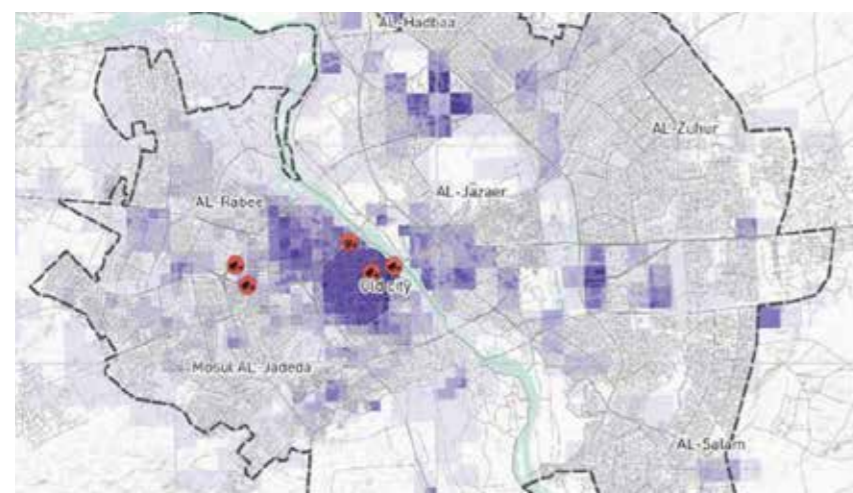 AL-Hadbaa
AL-Zuhur
AL-Rabee
AL-Jazaer
Old city
Mosul AL-Jadeda
AL-Salam